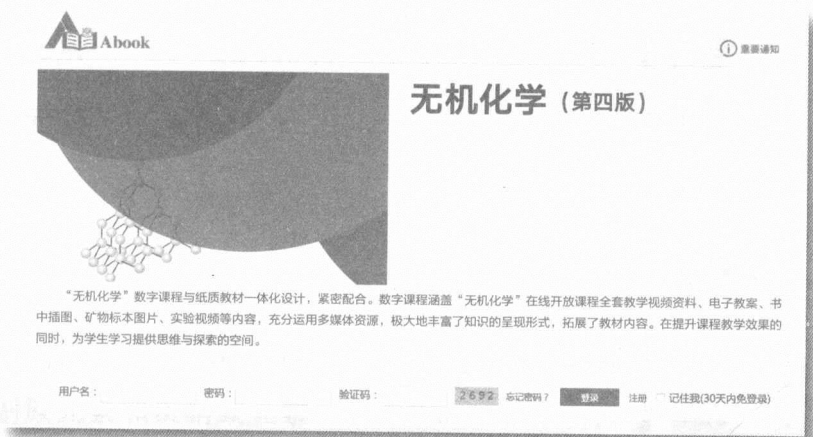 Abook
重要通知
无机化学（第四版）
“无机化学”数字课程与纸质教材一体化设计，紧密配合。数字课程涵盖“无机化学”在线开放课程全套教学视频资料、电子教案、书
中插图、矿物标本图片、实验视频等内容，充分运用多媒体资源，极大地丰富了知识的呈现形式，拓展了教材内容。在提升课程教学效果的
同时，为学生学习提供思维与探索的空间。
用户名： 密码： 验证码： 2692 忘记密码？ 登录 注册 记住我(30天内免登录)